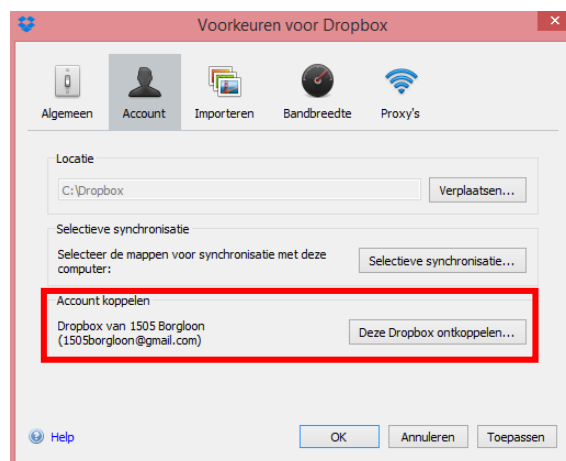 Voorkeuren voor Dropbox
Algemeen
Account
Importeren
Bandbreedte
Proxy's
Locatie
C:\Dropbox
Verplaatsen...
Selectieve synchronisatie
Selecteer de mappen voor synchronisatie met deze
computer:
Selectieve synchronisatie...
Account koppelen
Dropbox van 1505 Borgloon
(1505borgloon@gmail.com)
Deze Dropbox ontkoppelen...
Help
OK
Annuleren
Toepassen